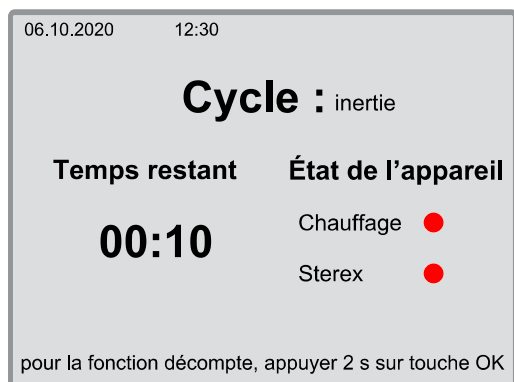 06.10.2020 12:30
Cycle : inertie
Temps restant État de l’appareil
00:10 Chauffage
Sterex
pour la fonction décompte, appuyer 2 s sur touche OK